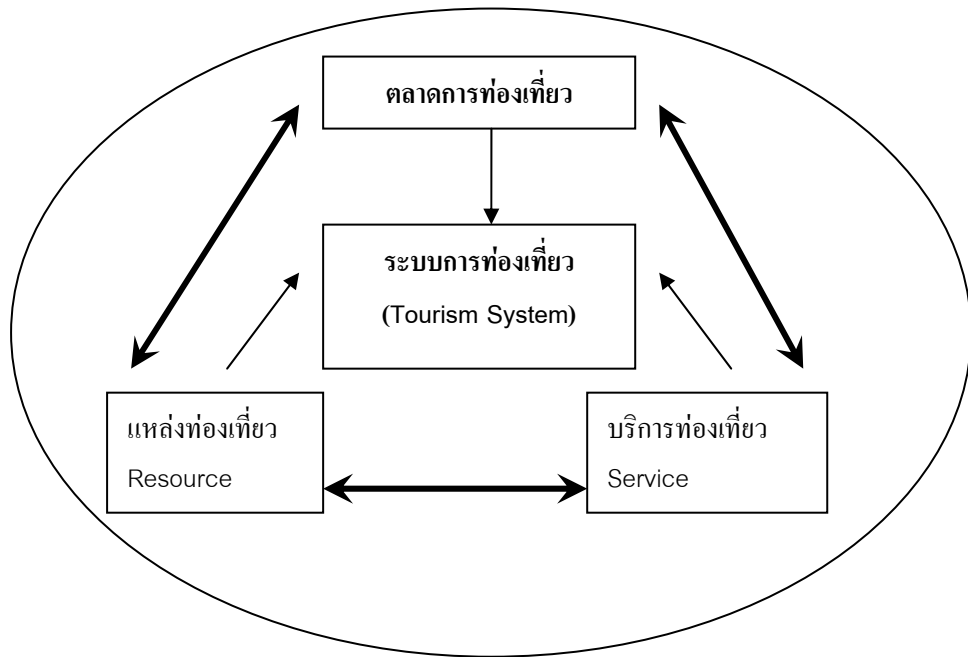 ตลาดการท่องเที่ยว
ระบบการท่องเที่ยว
(Tourism System)
แหล่งท่องเที่ยว
Resource
บริการท่องเที่ยว
Service